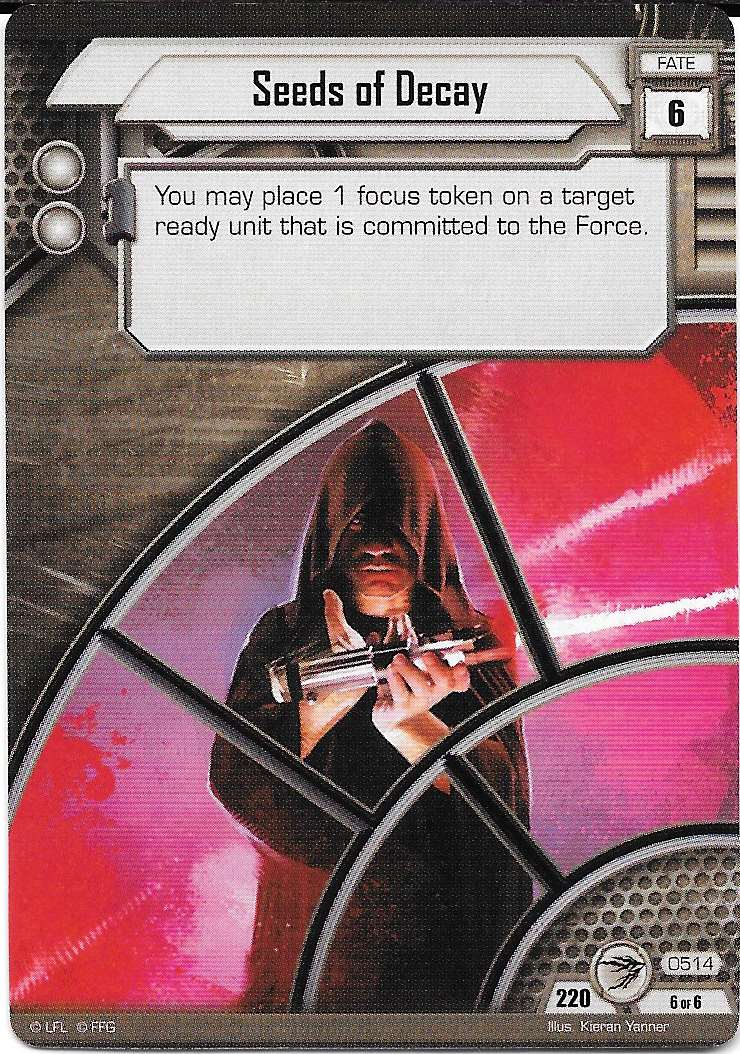 Seeds of Decay
FATE
6
You may place 1 focus token on a target
ready unit that is committed to the Force.
0514
220
6 OF 6
© LFL © FFG
Illus. Kieran Yanner